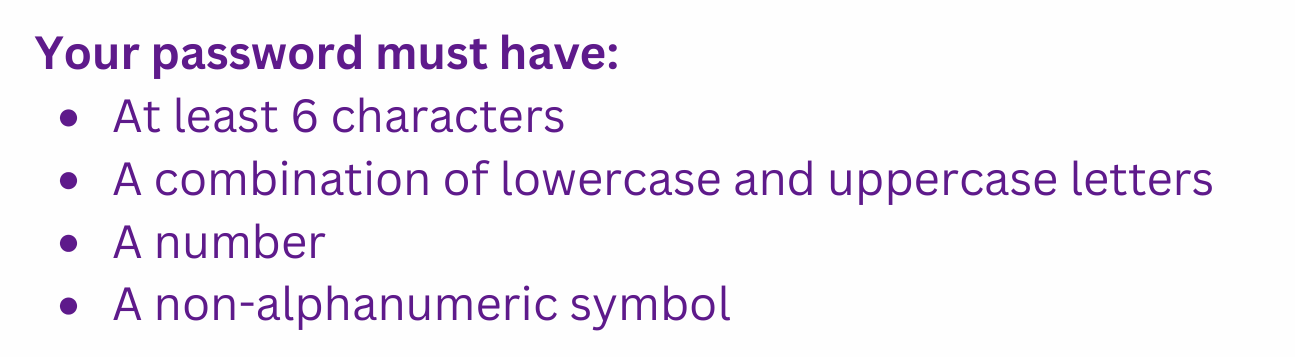 Your password must have:
• At least 6 characters
• A combination of lowercase and uppercase letters
• A number
• A non-alphanumeric symbol